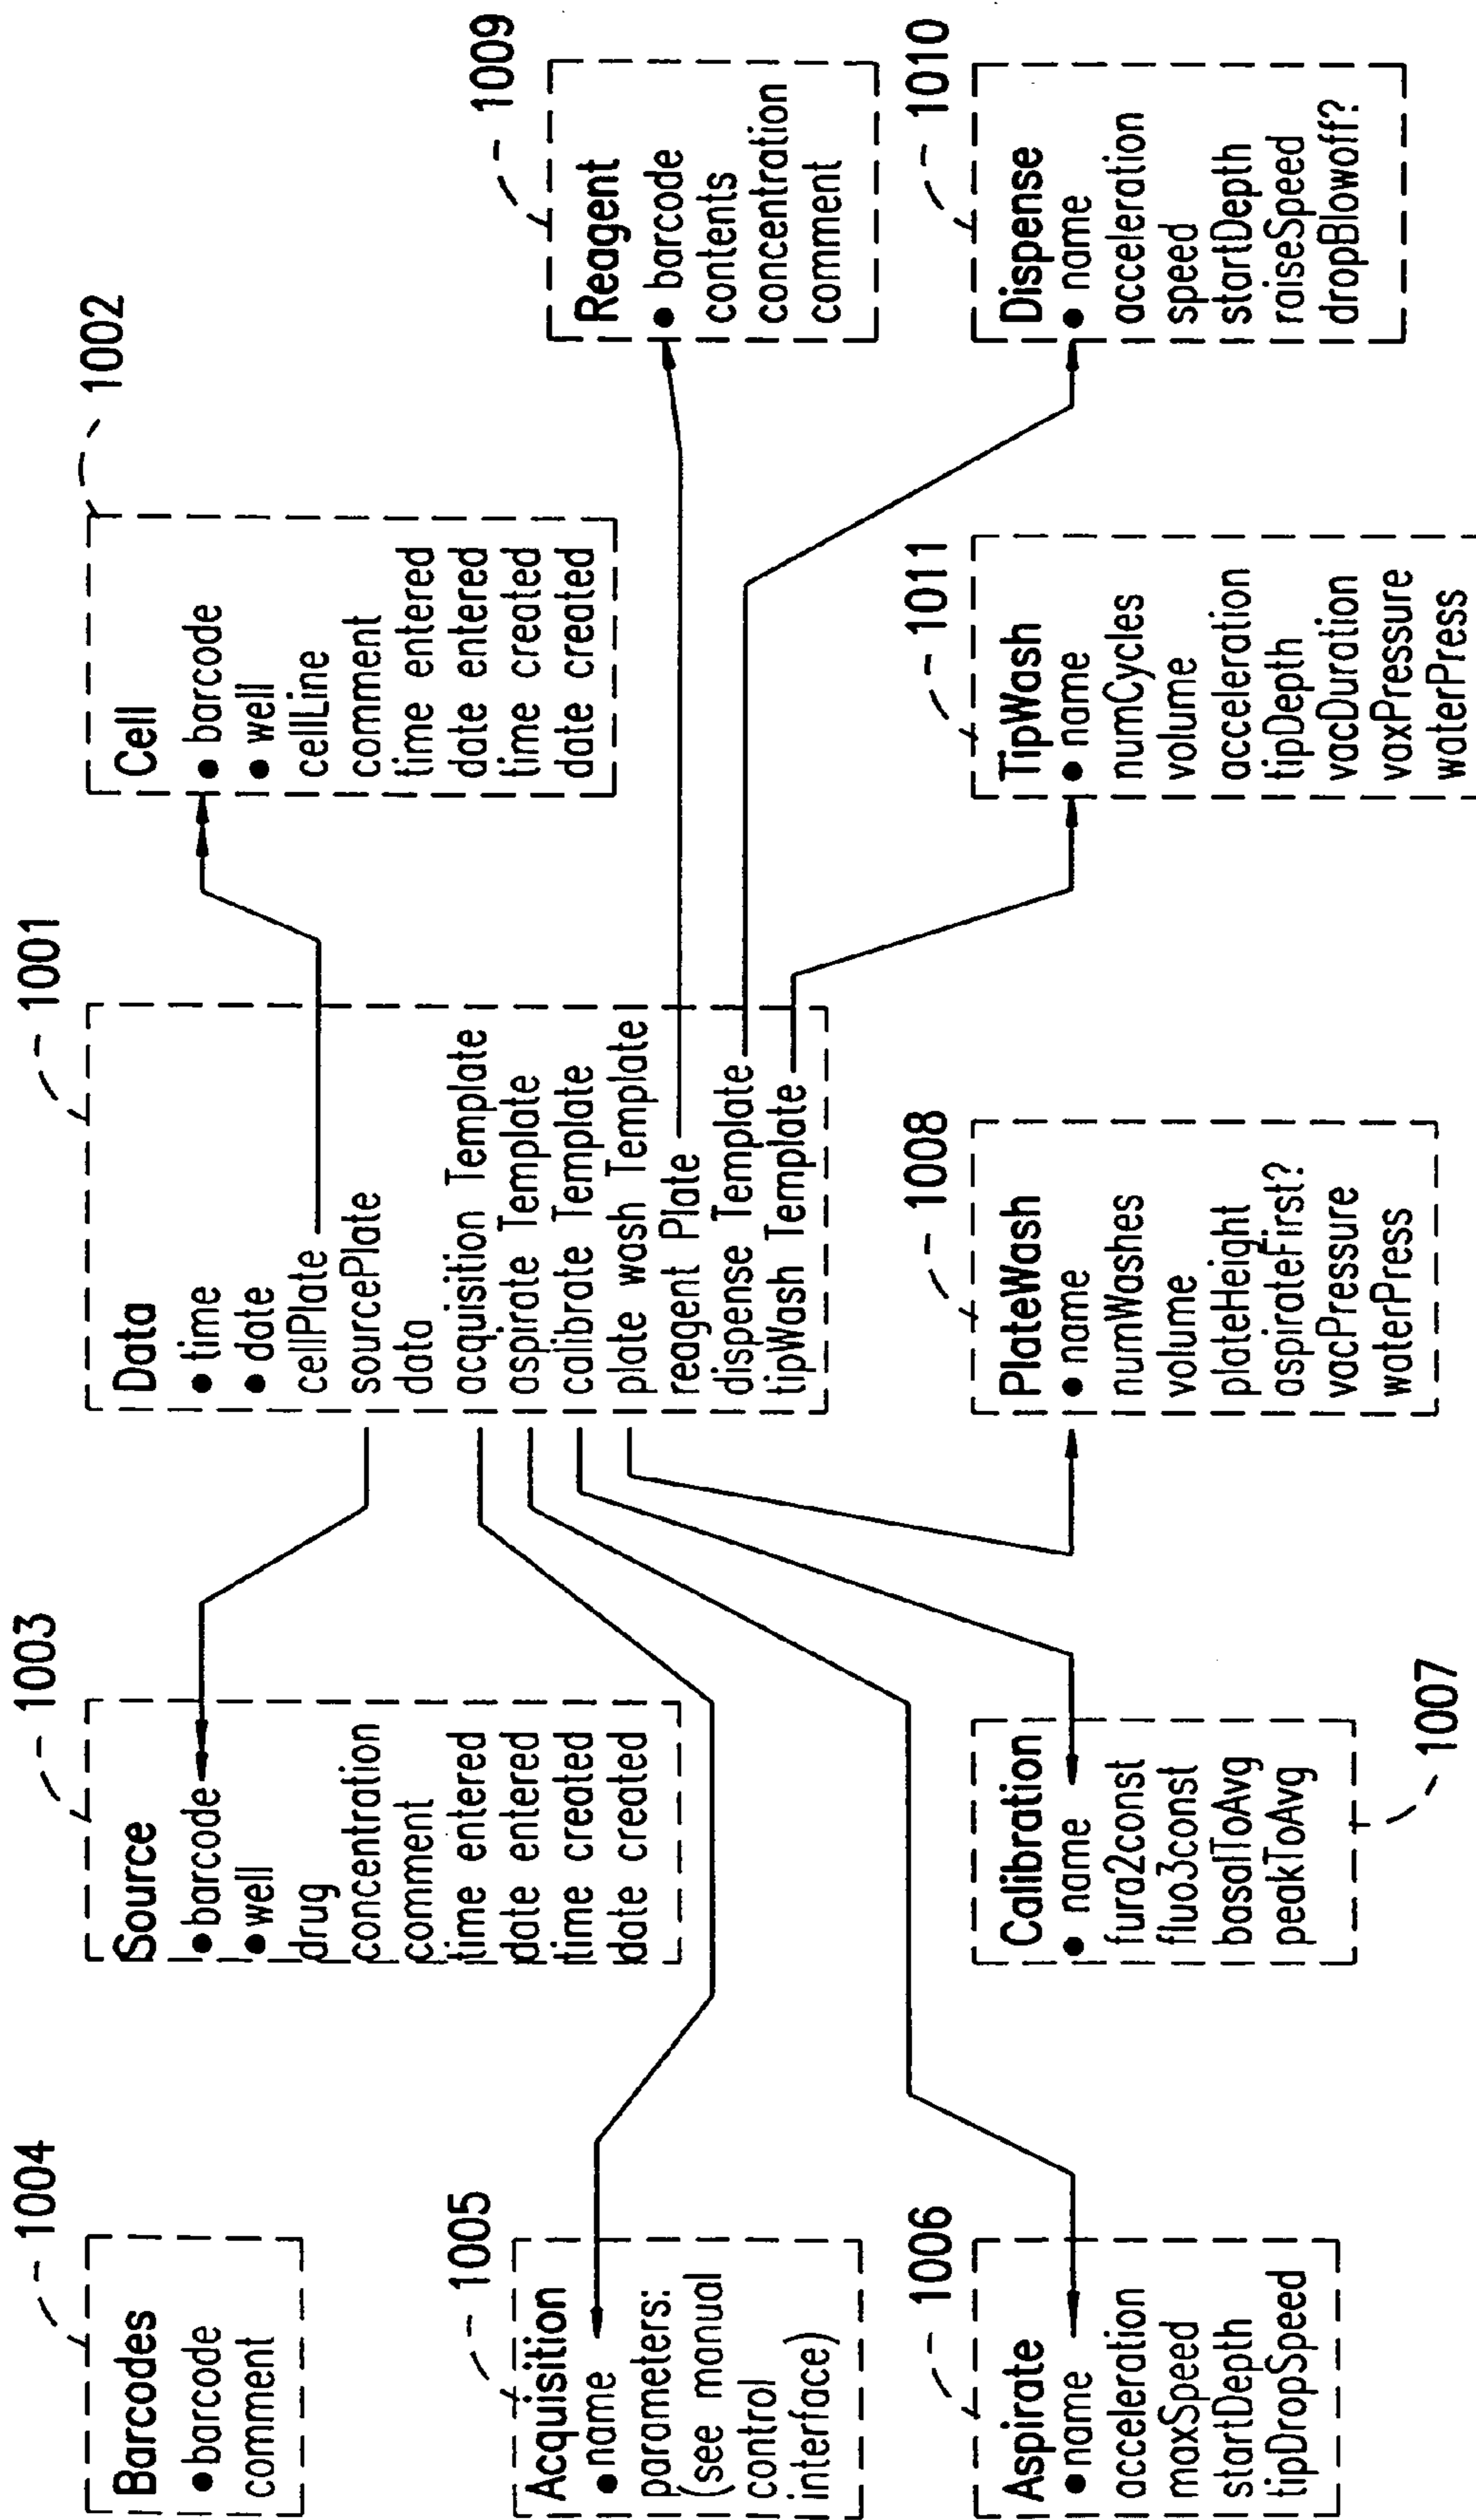 1004
Barcodes
• barcode
comment
1003
Source
• barcode
• well
drug
concentration
comment
time entered
date entered
time created
date created
1001
Data
• time
• date
cellPlate
sourcePlate
data
acquisition Template
aspirate Template
calibrate Template
plate wash Template
reagent Plate
dispense Template
tipWash Template
1002
Cell
• barcode
• well
cellLine
comment
time entered
date entered
time created
date created
1005
Acquisition
• name
parameters:
(see manual
control
interface)
1009
Reagent
• barcode
contents
concentration
comment
1006
Aspirate
• name
acceleration
maxSpeed
startDepth
tipDropSpeed
Calibration
• name
fura2const
fluo3const
basalToAvg
peakToAvg
1007
1008
PlateWash
• name
numWashes
volume
plateHeight
aspirateFirst?
vacPressure
waterPress
1011
TipWash
• name
numCycles
volume
acceleration
tipDepth
vacDuration
vaxPressure
waterPress
1010
Dispense
• name
acceleration
speed
startDepth
raiseSpeed
dropBlowoff?